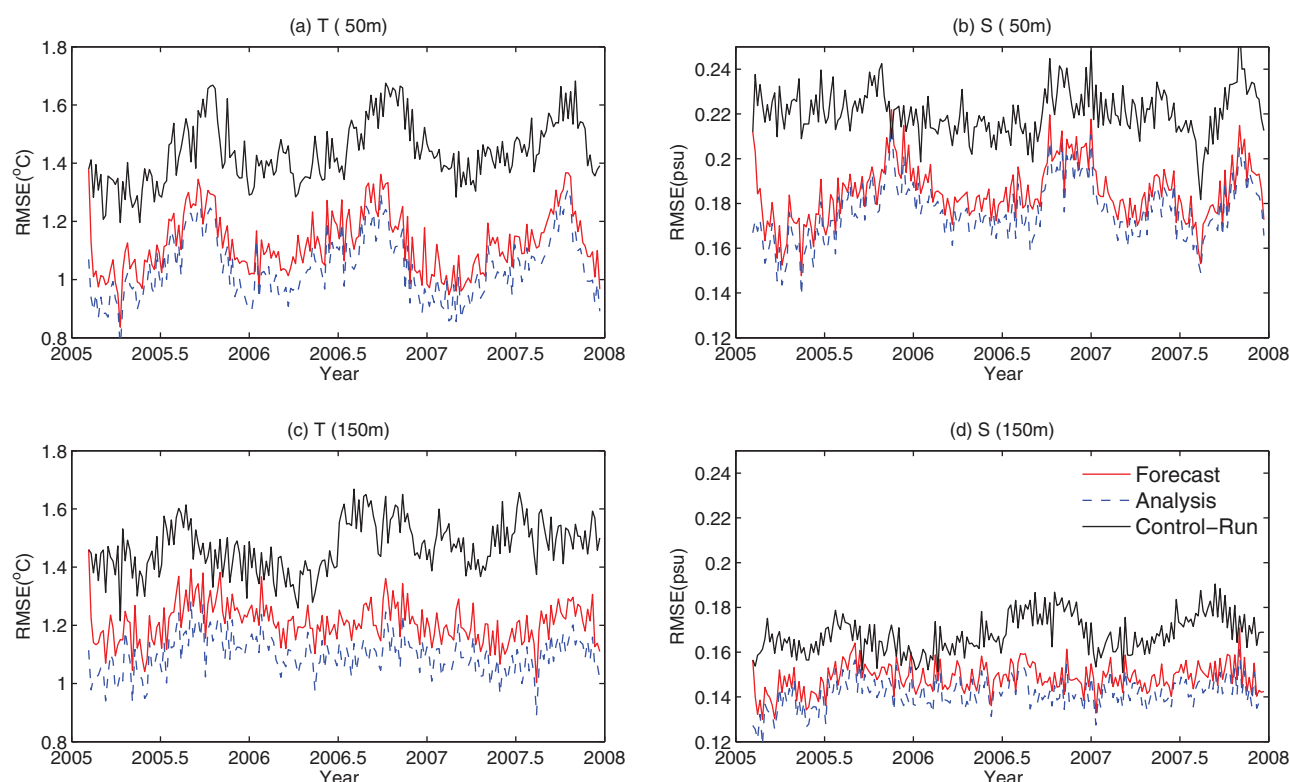 (a) T ( 50m)
1.8
1.6
1.4
1.2
1
0.8
RMSE(°C)
2005 2005.5 2006 2006.5 2007 2007.5 2008
Year
(b) S ( 50m)
0.24
0.22
0.2
0.18
0.16
0.14
0.12
RMSE(psu)
2005 2005.5 2006 2006.5 2007 2007.5 2008
Year
(c) T (150m)
1.8
1.6
1.4
1.2
1
0.8
RMSE(°C)
2005 2005.5 2006 2006.5 2007 2007.5 2008
Year
(d) S (150m)
0.24
0.22
0.2
0.18
0.16
0.14
0.12
RMSE(psu)
Forecast
Analysis
Control−Run
2005 2005.5 2006 2006.5 2007 2007.5 2008
Year